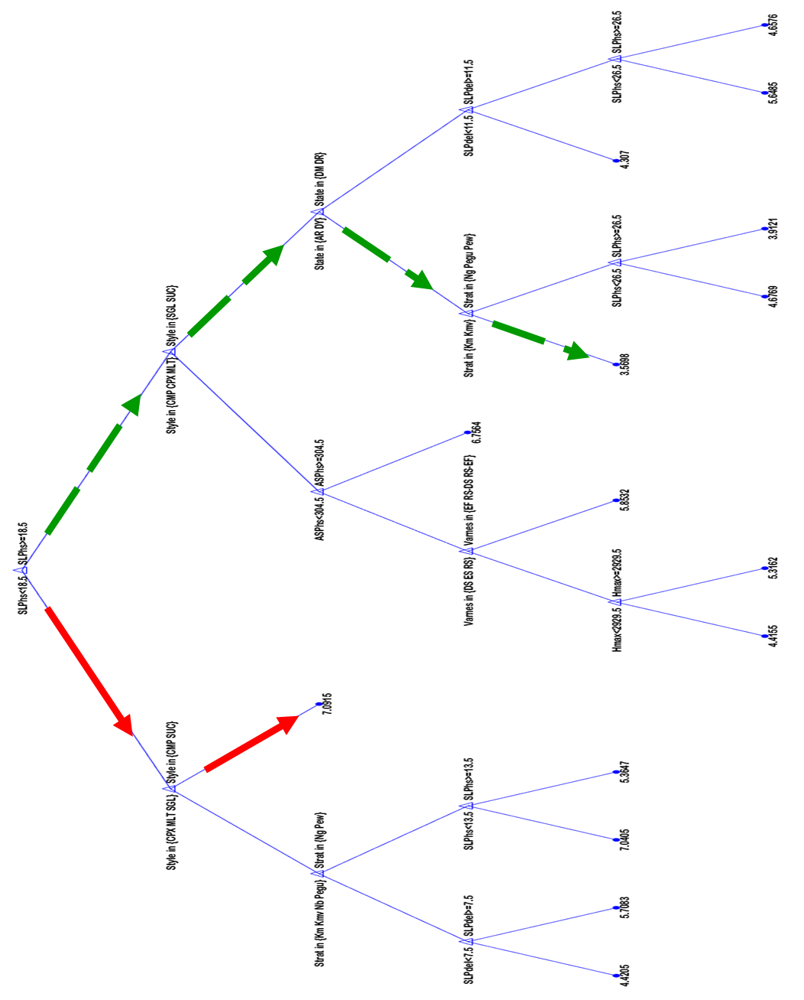 SLPhs<18.5 SLPhs>=18.5
Style in {CPX MLT SGL} Style in {CMP SUC}
Style in {CMP CPX MLT} Style in {SGL SUC}
Strat in {Km Kmv Nb Pegu} Strat in {Ng Pew}
7.0915
ASPhs<304.5 ASPhs>=304.5
State in {AR DY} State in {DM DR}
SLPdel<7.5 SLPdel>=7.5
SLPhs<13.5 SLPhs>=13.5
Varnes in {DS ES RS} Varnes in {EF RS-DS RS-EF}
6.7564
Strat in {Km Kmv} Strat in {Ng Pegu Pew}
SLPdel<11.5 SLPdel>=11.5
4.4205
5.7083
7.0405
5.3647
Hmax<2929.5 Hmax>=2929.5
5.8532
3.5698
SLPhs<26.5 SLPhs>=26.5
4.307
SLPhs<26.5 SLPhs>=26.5
4.4155
5.3162
4.6769
3.9121
5.6485
4.6576